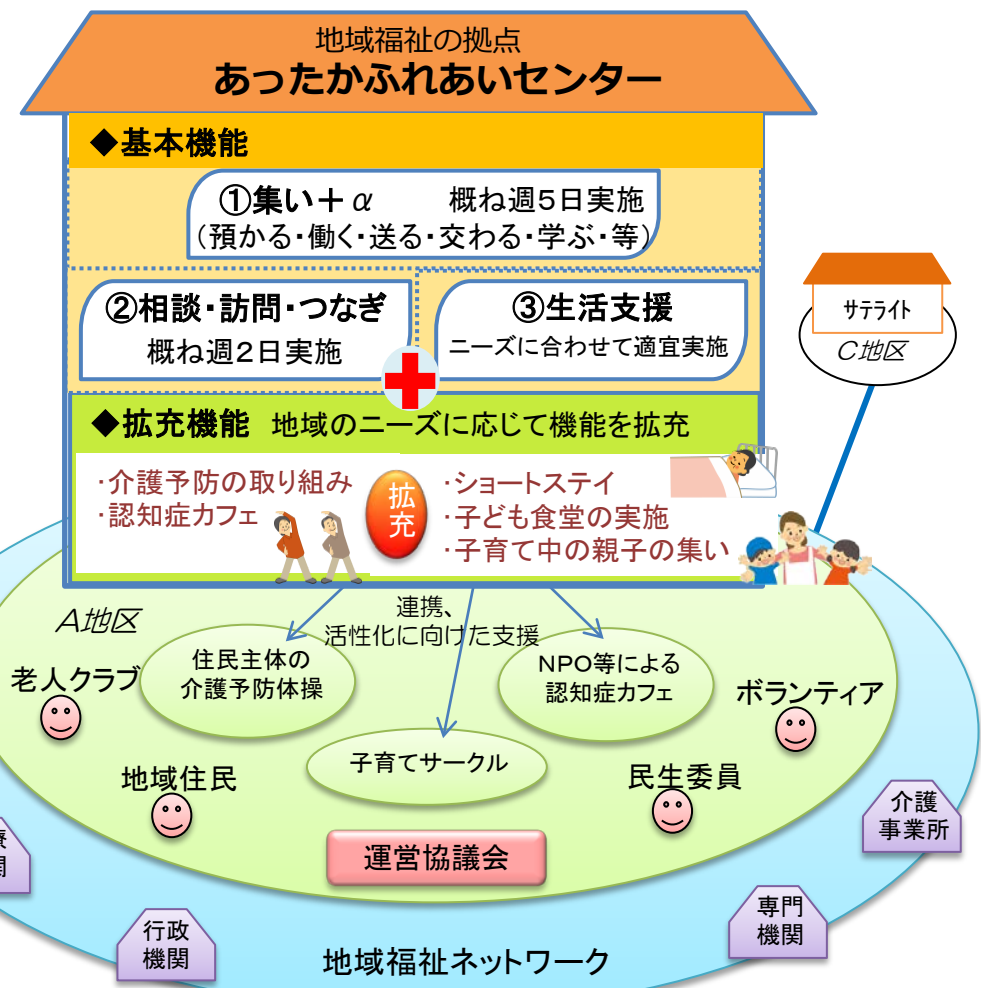 地域福祉の拠点
あったかふれあいセンター
◆基本機能
①集い＋α　概ね週５日実施
（預かる・働く・送る・交わる・学ぶ・等）
②相談・訪問・つなぎ
概ね週２日実施
③生活支援
ニーズに合わせて適宜実施
サテライト
C地区
◆拡充機能 地域のニーズに応じて機能を拡充
・介護予防の取り組み
・認知症カフェ
拡充
・ショートステイ
・子ども食堂の実施
・子育て中の親子の集い
A地区
連携、
活性化に向けた支援
老人クラブ
住民主体の
介護予防体操
NPO等による
認知症カフェ
ボランティア
地域住民
子育てサークル
民生委員
運営協議会
介護
事業所
行政
機関
専門
機関
地域福祉ネットワーク